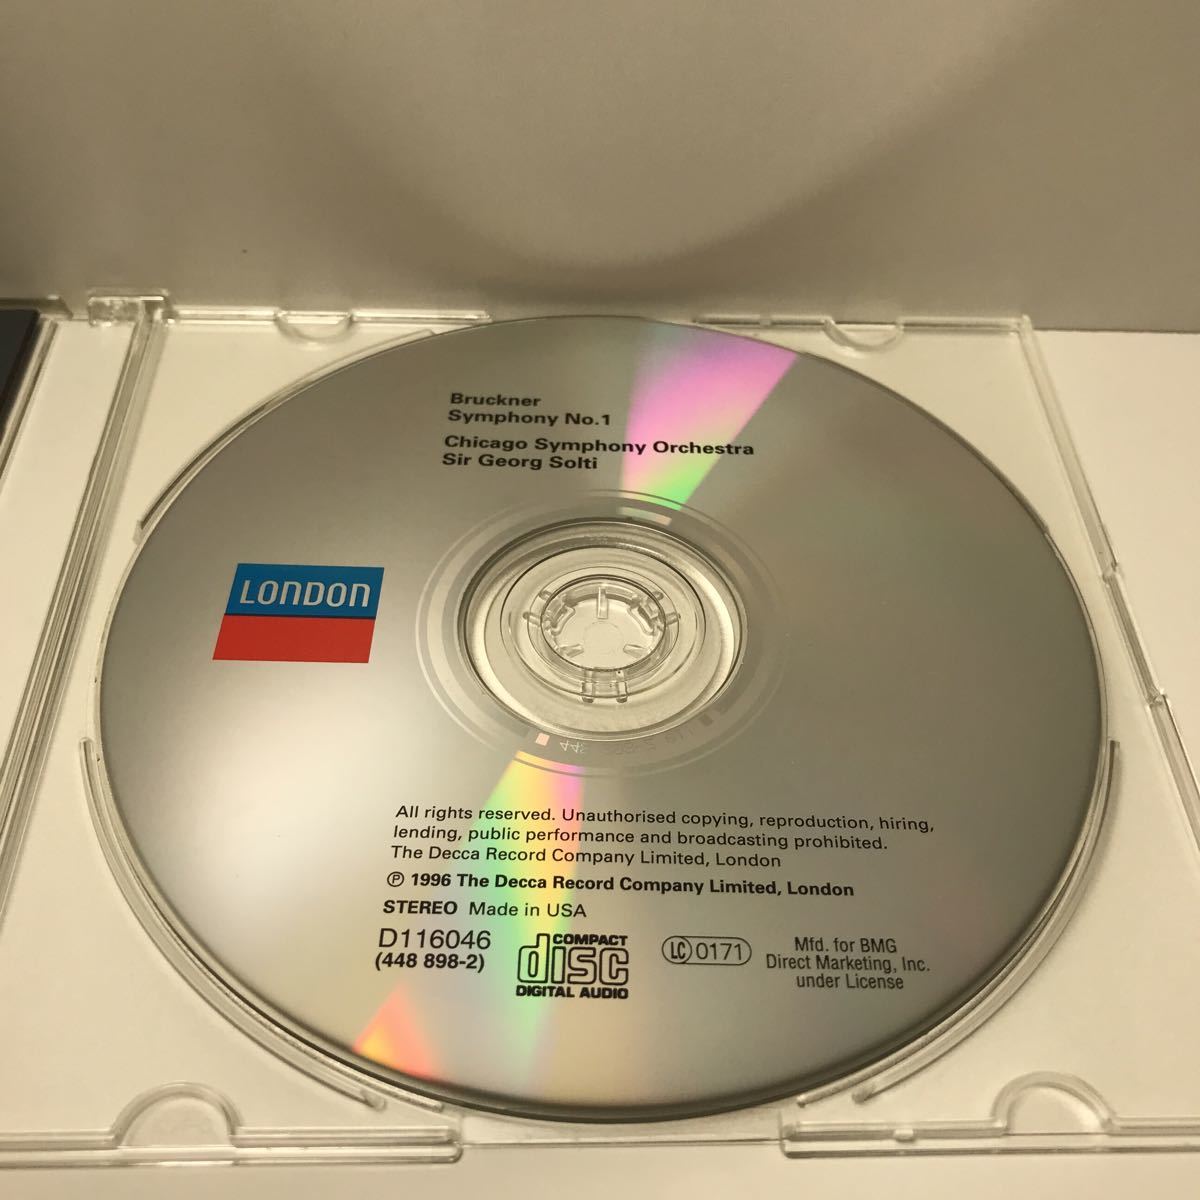 Bruckner
Symphony No.1
Chicago Symphony Orchestra
Sir Georg Solti
LONDON
All rights reserved. Unauthorised copying, reproduction, hiring,
lending, public performance and broadcasting prohibited.
The Decca Record Company Limited, London
℗ 1996 The Decca Record Company Limited, London
STEREO Made in USA
D116046
(448 898-2)
COMPACT
disc
DIGITAL AUDIO
LC 0171
Mfd. for BMG
Direct Marketing, Inc.
under License